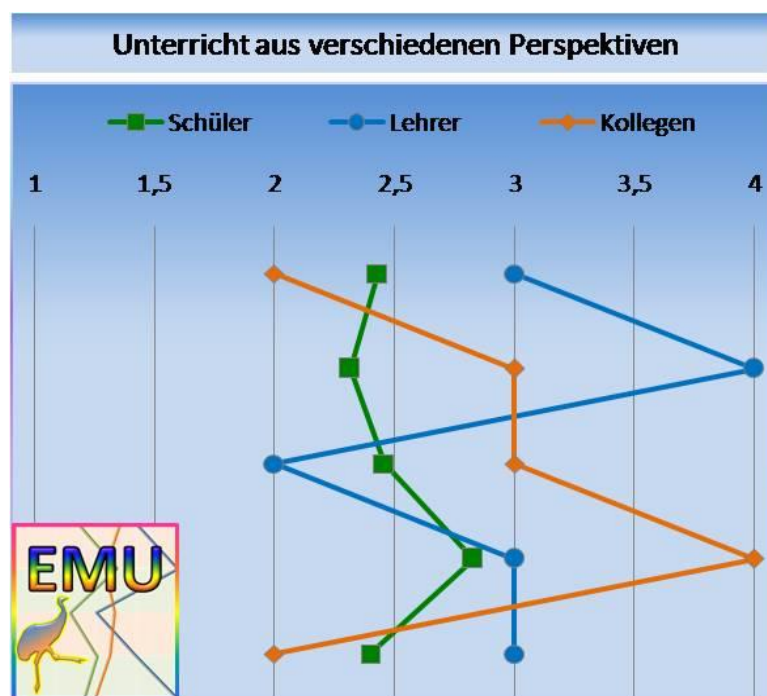 Unterricht aus verschiedenen Perspektiven
Schüler Lehrer Kollegen
1 1,5 2 2,5 3 3,5 4
EMU